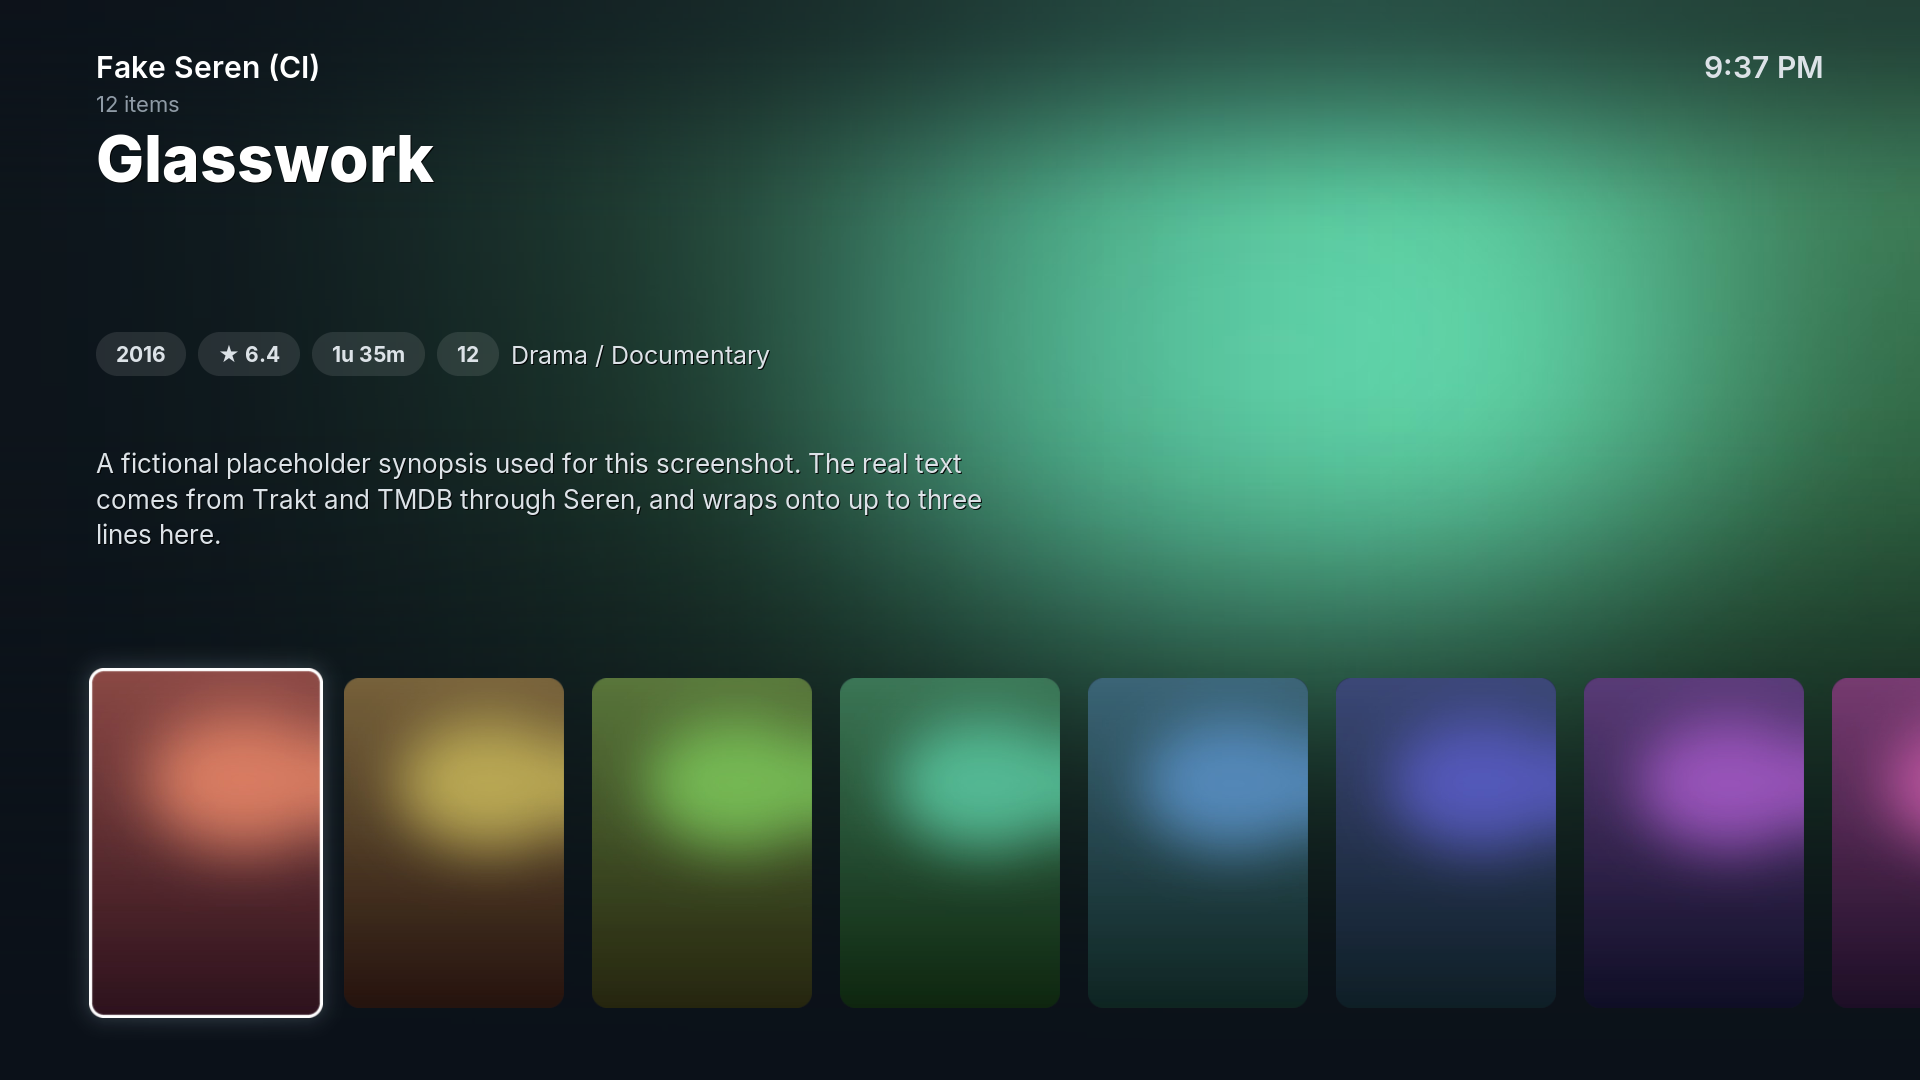 Fake Seren (CI)
9:37 PM
12 items
Glasswork
2016
★ 6.4
1u 35m
12
Drama / Documentary
A fictional placeholder synopsis used for this screenshot. The real text
comes from Trakt and TMDB through Seren, and wraps onto up to three
lines here.